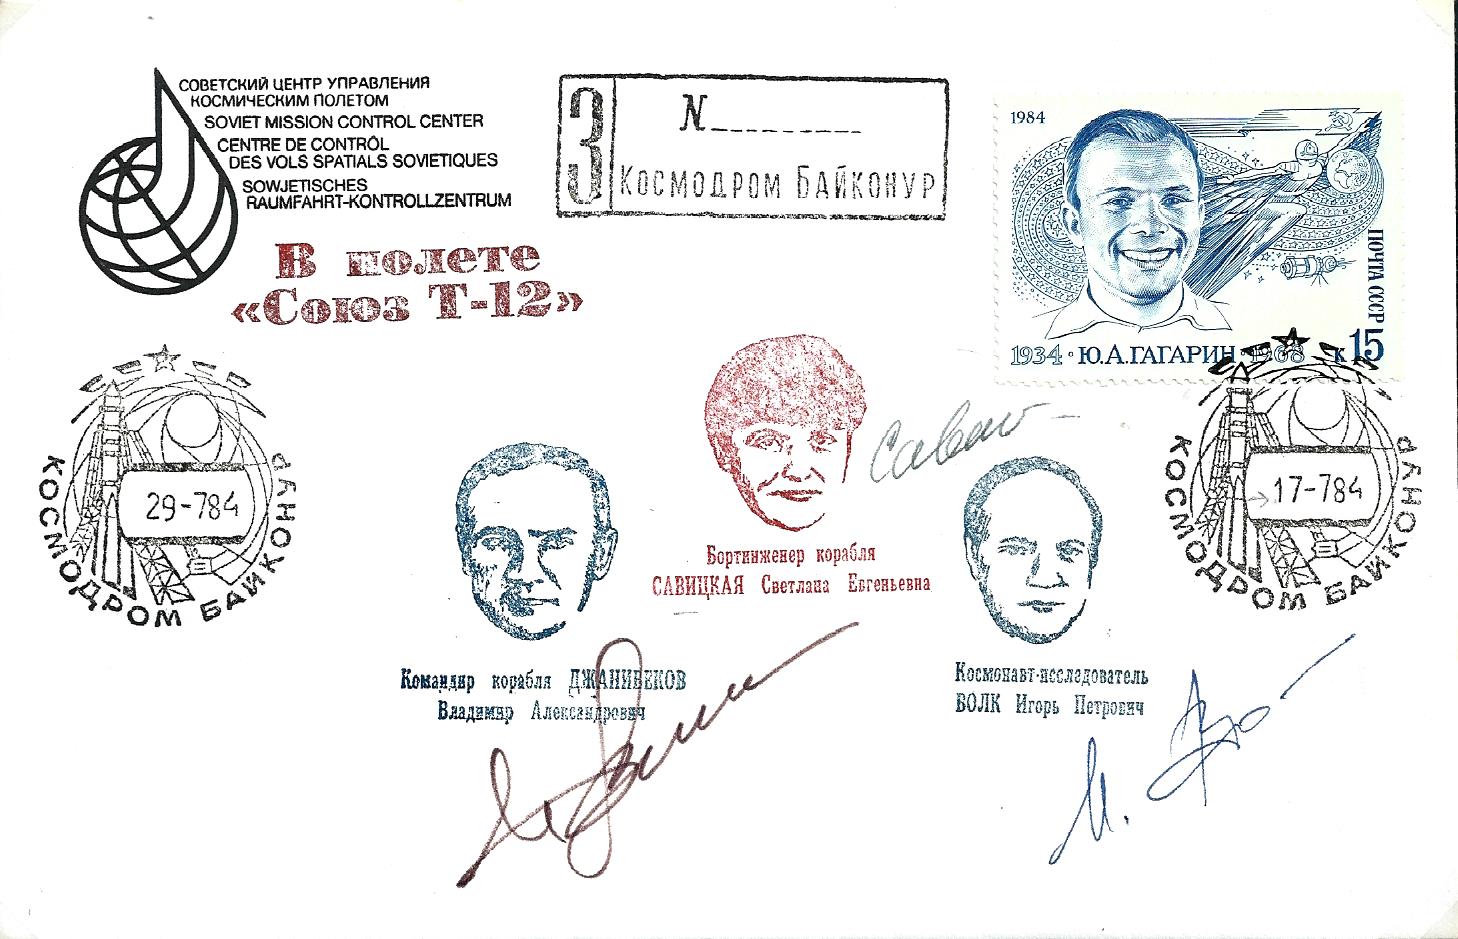 СОВЕТСКИЙ ЦЕНТР УПРАВЛЕНИЯ
КОСМИЧЕСКИМ ПОЛЕТОМ
SOVIET MISSION CONTROL CENTER
CENTRE DE CONTRÔL
DES VOLS SPATIALS SOVIETIQUES
SOWJETISCHES
RAUMFAHRT-KONTROLLZENTRUM
В полете
«Союз Т-12»
З
N_________
КОСМОДРОМ БАЙКОНУР
1984
ПОЧТА СССР
1934 · Ю.А.ГАГАРИН · 1968 к 15
29-784
КОСМОДРОМ БАЙКОНУР
17-784
КОСМОДРОМ БАЙКОНУР
Бортинженер корабля
САВИЦКАЯ Светлана Евгеньевна
Командир корабля ДЖАНИБЕКОВ
Владимир Александрович
Космонавт-исследователь
ВОЛК Игорь Петрович